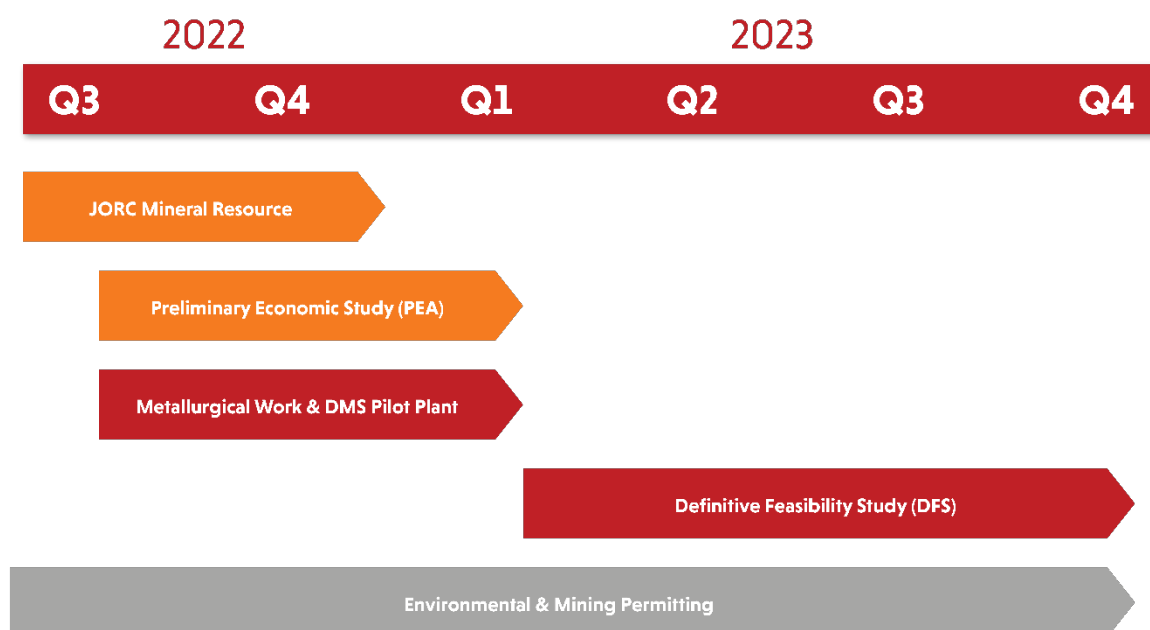 2022 2023
Q3 Q4 Q1 Q2 Q3 Q4
JORC Mineral Resource
Preliminary Economic Study (PEA)
Metallurgical Work & DMS Pilot Plant
Definitive Feasibility Study (DFS)
Environmental & Mining Permitting